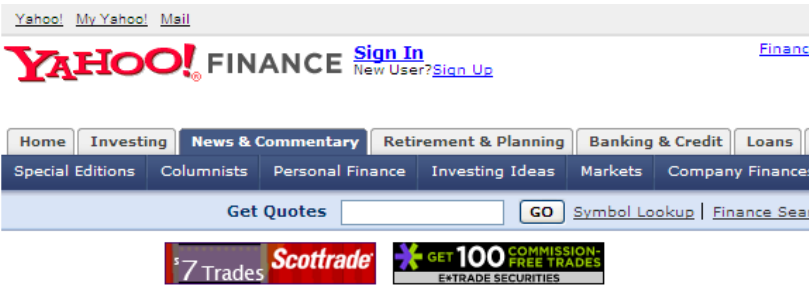 Yahoo! My Yahoo! Mail
YAHOO! FINANCE Sign In Financ
New User? Sign Up
Home Investing News & Commentary Retirement & Planning Banking & Credit Loans
Special Editions Columnists Personal Finance Investing Ideas Markets Company Finances
Get Quotes GO Symbol Lookup | Finance Sear
$7 Trades Scottrade GET 100 COMMISSION-FREE TRADES
E*TRADE SECURITIES